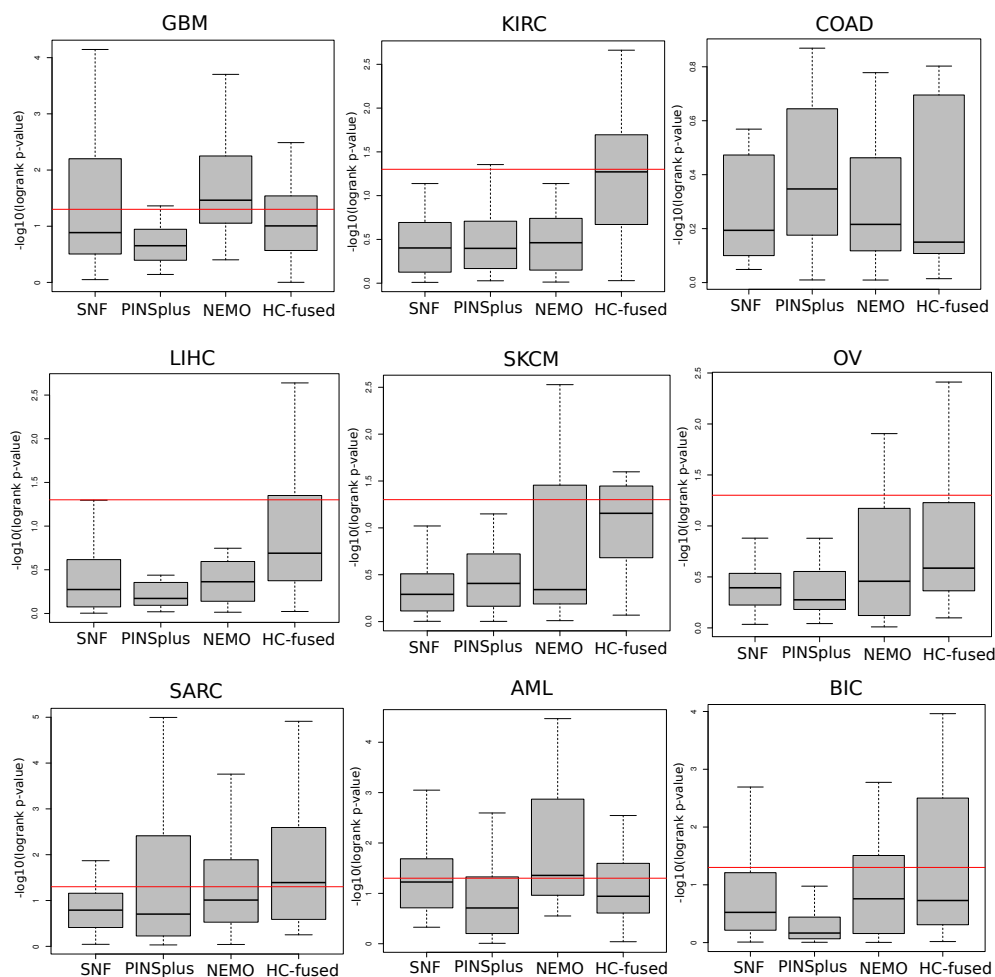 GBM
-log10(logrank p-value)
0 1 2 3 4
SNF PINSplus NEMO HC-fused
KIRC
-log10(logrank p-value)
0.0 0.5 1.0 1.5 2.0 2.5
SNF PINSplus NEMO HC-fused
COAD
-log10(logrank p-value)
0.0 0.2 0.4 0.6 0.8
SNF PINSplus NEMO HC-fused
LIHC
-log10(logrank p-value)
0.0 0.5 1.0 1.5 2.0 2.5
SNF PINSplus NEMO HC-fused
SKCM
-log10(logrank p-value)
0.0 0.5 1.0 1.5 2.0 2.5
SNF PINSplus NEMO HC-fused
OV
-log10(logrank p-value)
0.0 0.5 1.0 1.5 2.0 2.5
SNF PINSplus NEMO HC-fused
SARC
-log10(logrank p-value)
0 1 2 3 4 5
SNF PINSplus NEMO HC-fused
AML
-log10(logrank p-value)
0 1 2 3 4
SNF PINSplus NEMO HC-fused
BIC
-log10(logrank p-value)
0 1 2 3 4
SNF PINSplus NEMO HC-fused